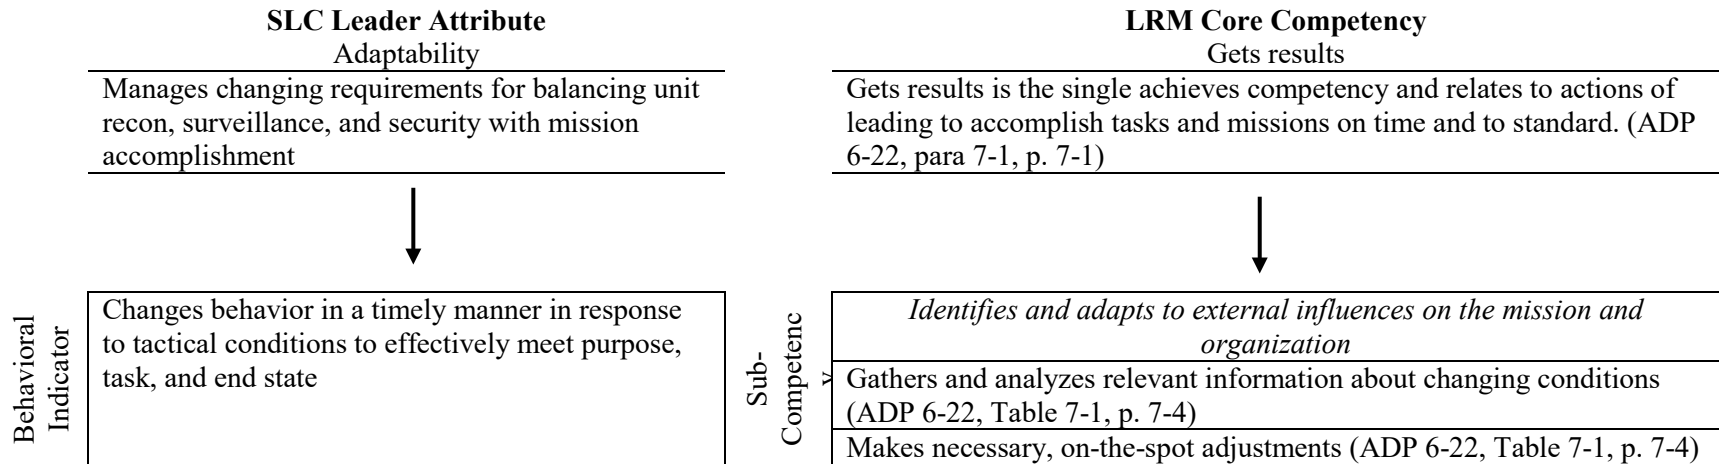 SLC Leader Attribute
Adaptability
Manages changing requirements for balancing unit
recon, surveillance, and security with mission
accomplishment
Behavioral
Indicator
Changes behavior in a timely manner in response
to tactical conditions to effectively meet purpose,
task, and end state
LRM Core Competency
Gets results
Gets results is the single achieves competency and relates to actions of
leading to accomplish tasks and missions on time and to standard. (ADP
6-22, para 7-1, p. 7-1)
Sub-
Competenc
y
Identifies and adapts to external influences on the mission and
organization
Gathers and analyzes relevant information about changing conditions
(ADP 6-22, Table 7-1, p. 7-4)
Makes necessary, on-the-spot adjustments (ADP 6-22, Table 7-1, p. 7-4)